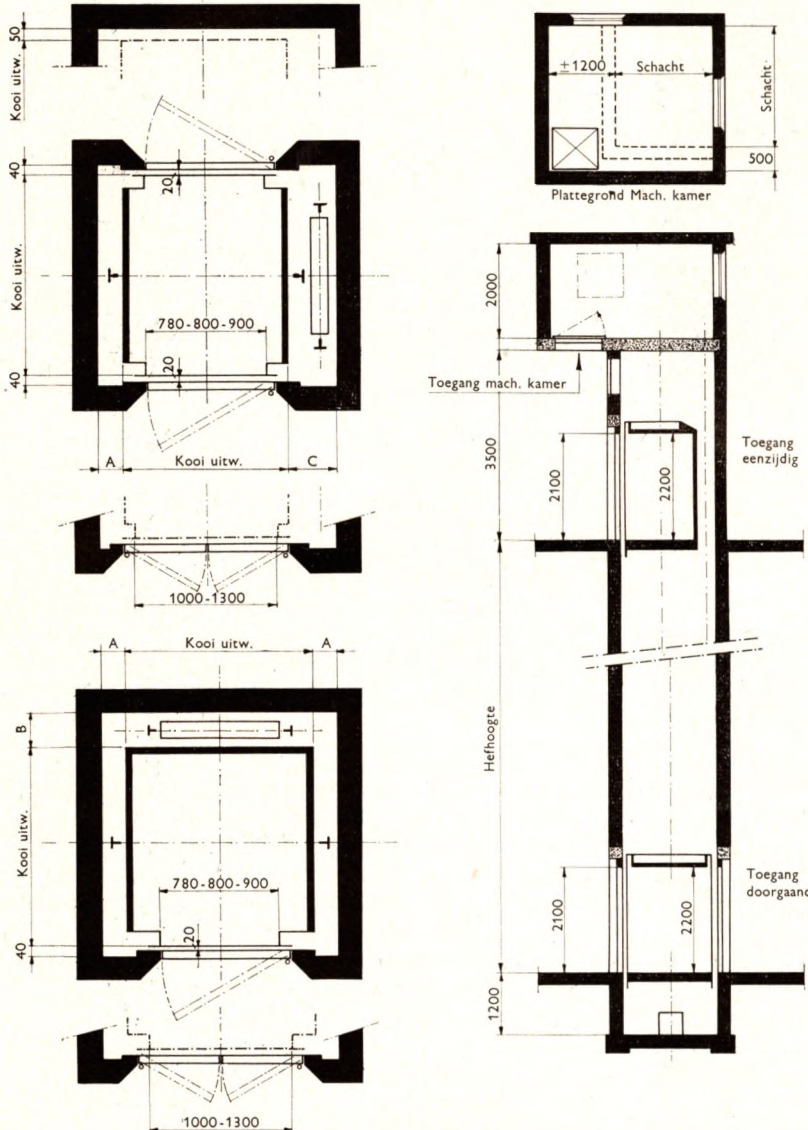 50
Kooi uitw.
40
20
Kooi uitw.
780-800-900
20
40
A
Kooi uitw.
C
1000-1300
A
Kooi uitw.
A
B
Kooi uitw.
780-800-900
20
40
1000-1300
±1200
Schacht
Schacht
500
Plattegrond Mach. kamer
2000
Toegang mach. kamer
3500
2100
2200
Toegang
eenzijdig
Hefhoogte
2100
2200
Toegang
doorgaand
1200